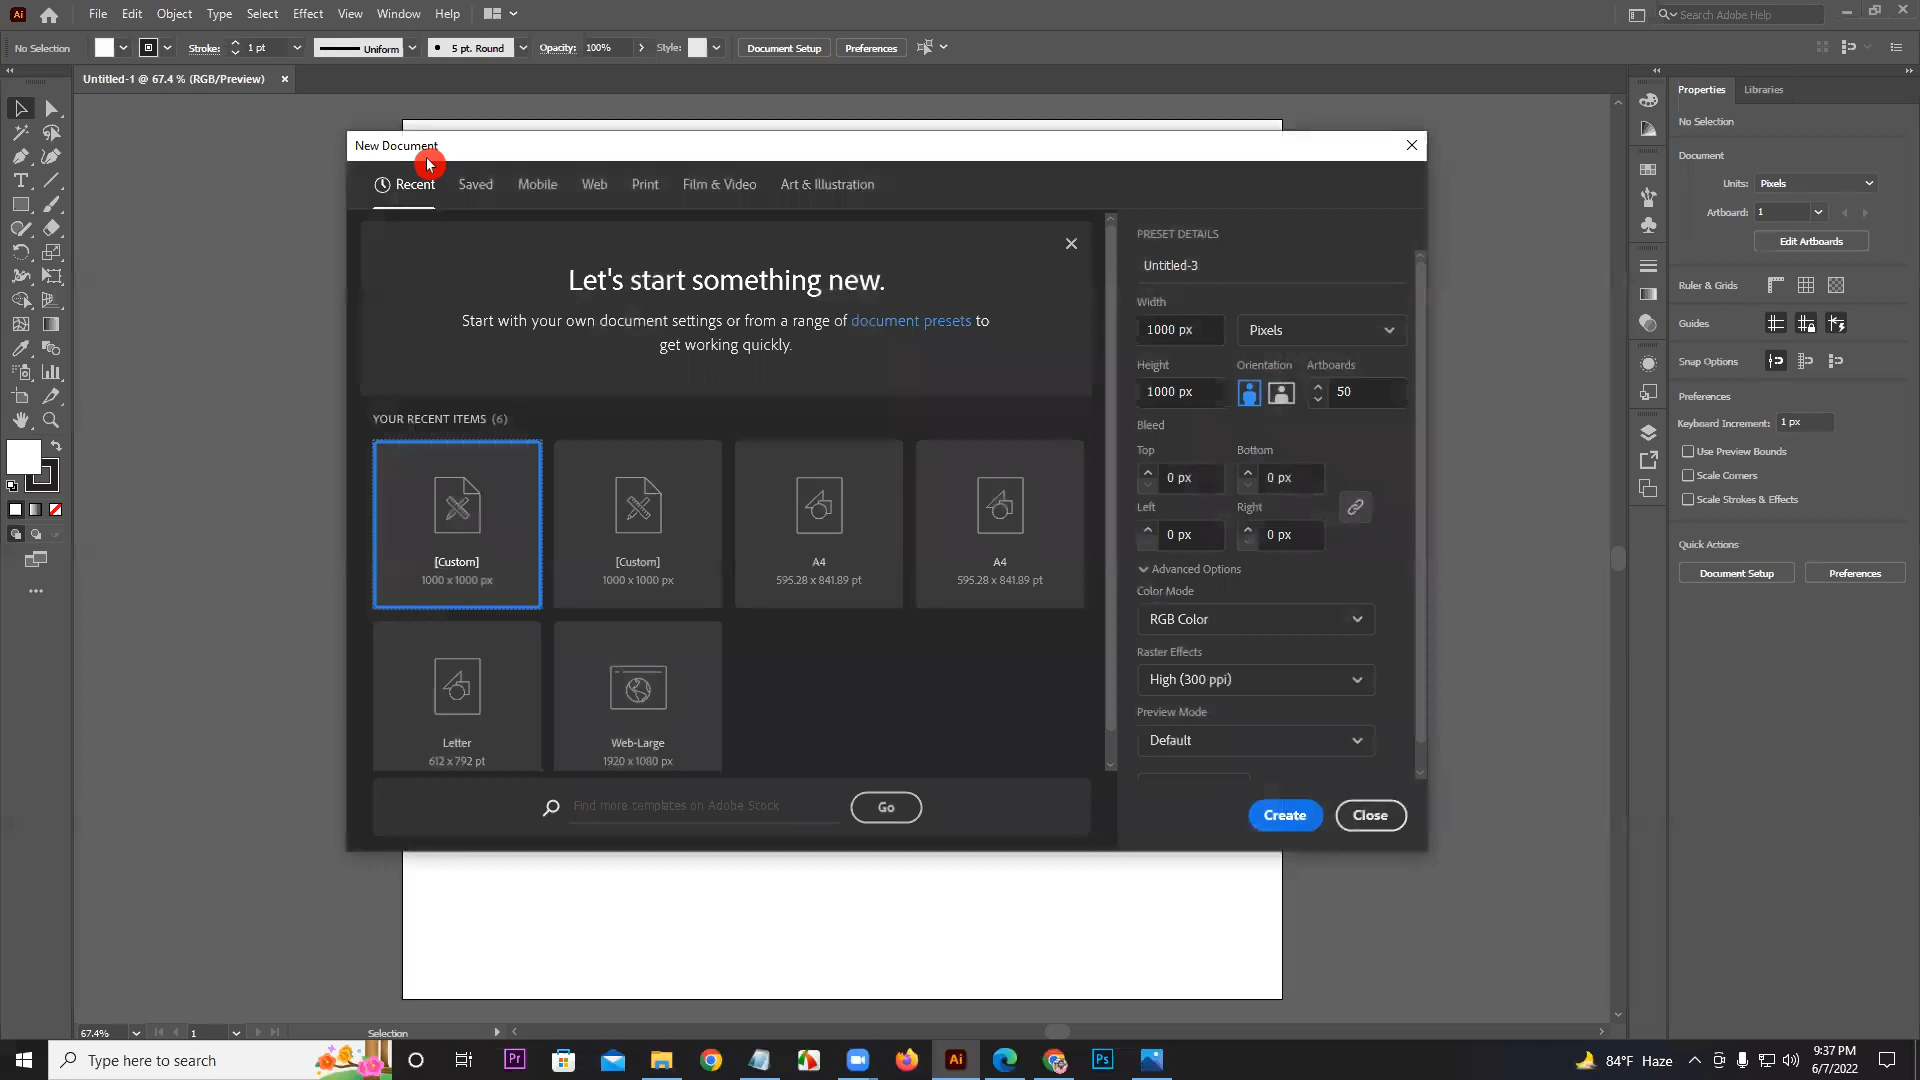 Ai File Edit Object Type Select Effect View Window Help Search Adobe Help
No Selection Stroke: 1 pt Uniform 5 pt. Round Opacity: 100% Style: Document Setup Preferences
Untitled-1 @ 67.4 % (RGB/Preview)
New Document
Recent Saved Mobile Web Print Film & Video Art & Illustration
Let's start something new.
Start with your own document settings or from a range of document presets to
get working quickly.
YOUR RECENT ITEMS (6)
[Custom]
1000 x 1000 px
[Custom]
1000 x 1000 px
A4
595.28 x 841.89 pt
A4
595.28 x 841.89 pt
Letter
612 x 792 pt
Web-Large
1920 x 1080 px
Find more templates on Adobe Stock Go
PRESET DETAILS
Untitled-3
Width
1000 px Pixels
Height Orientation Artboards
1000 px 50
Bleed
Top Bottom
0 px 0 px
Left Right
0 px 0 px
Advanced Options
Color Mode
RGB Color
Raster Effects
High (300 ppi)
Preview Mode
Default
Create Close
Properties Libraries
No Selection
Document
Units: Pixels
Artboard: 1
Edit Artboards
Ruler & Grids
Guides
Snap Options
Preferences
Keyboard Increment: 1 px
Use Preview Bounds
Scale Corners
Scale Strokes & Effects
Quick Actions
Document Setup Preferences
67.4% 1 Selection
Type here to search Pr Ai Ps 84°F Haze 9:37 PM
6/7/2022